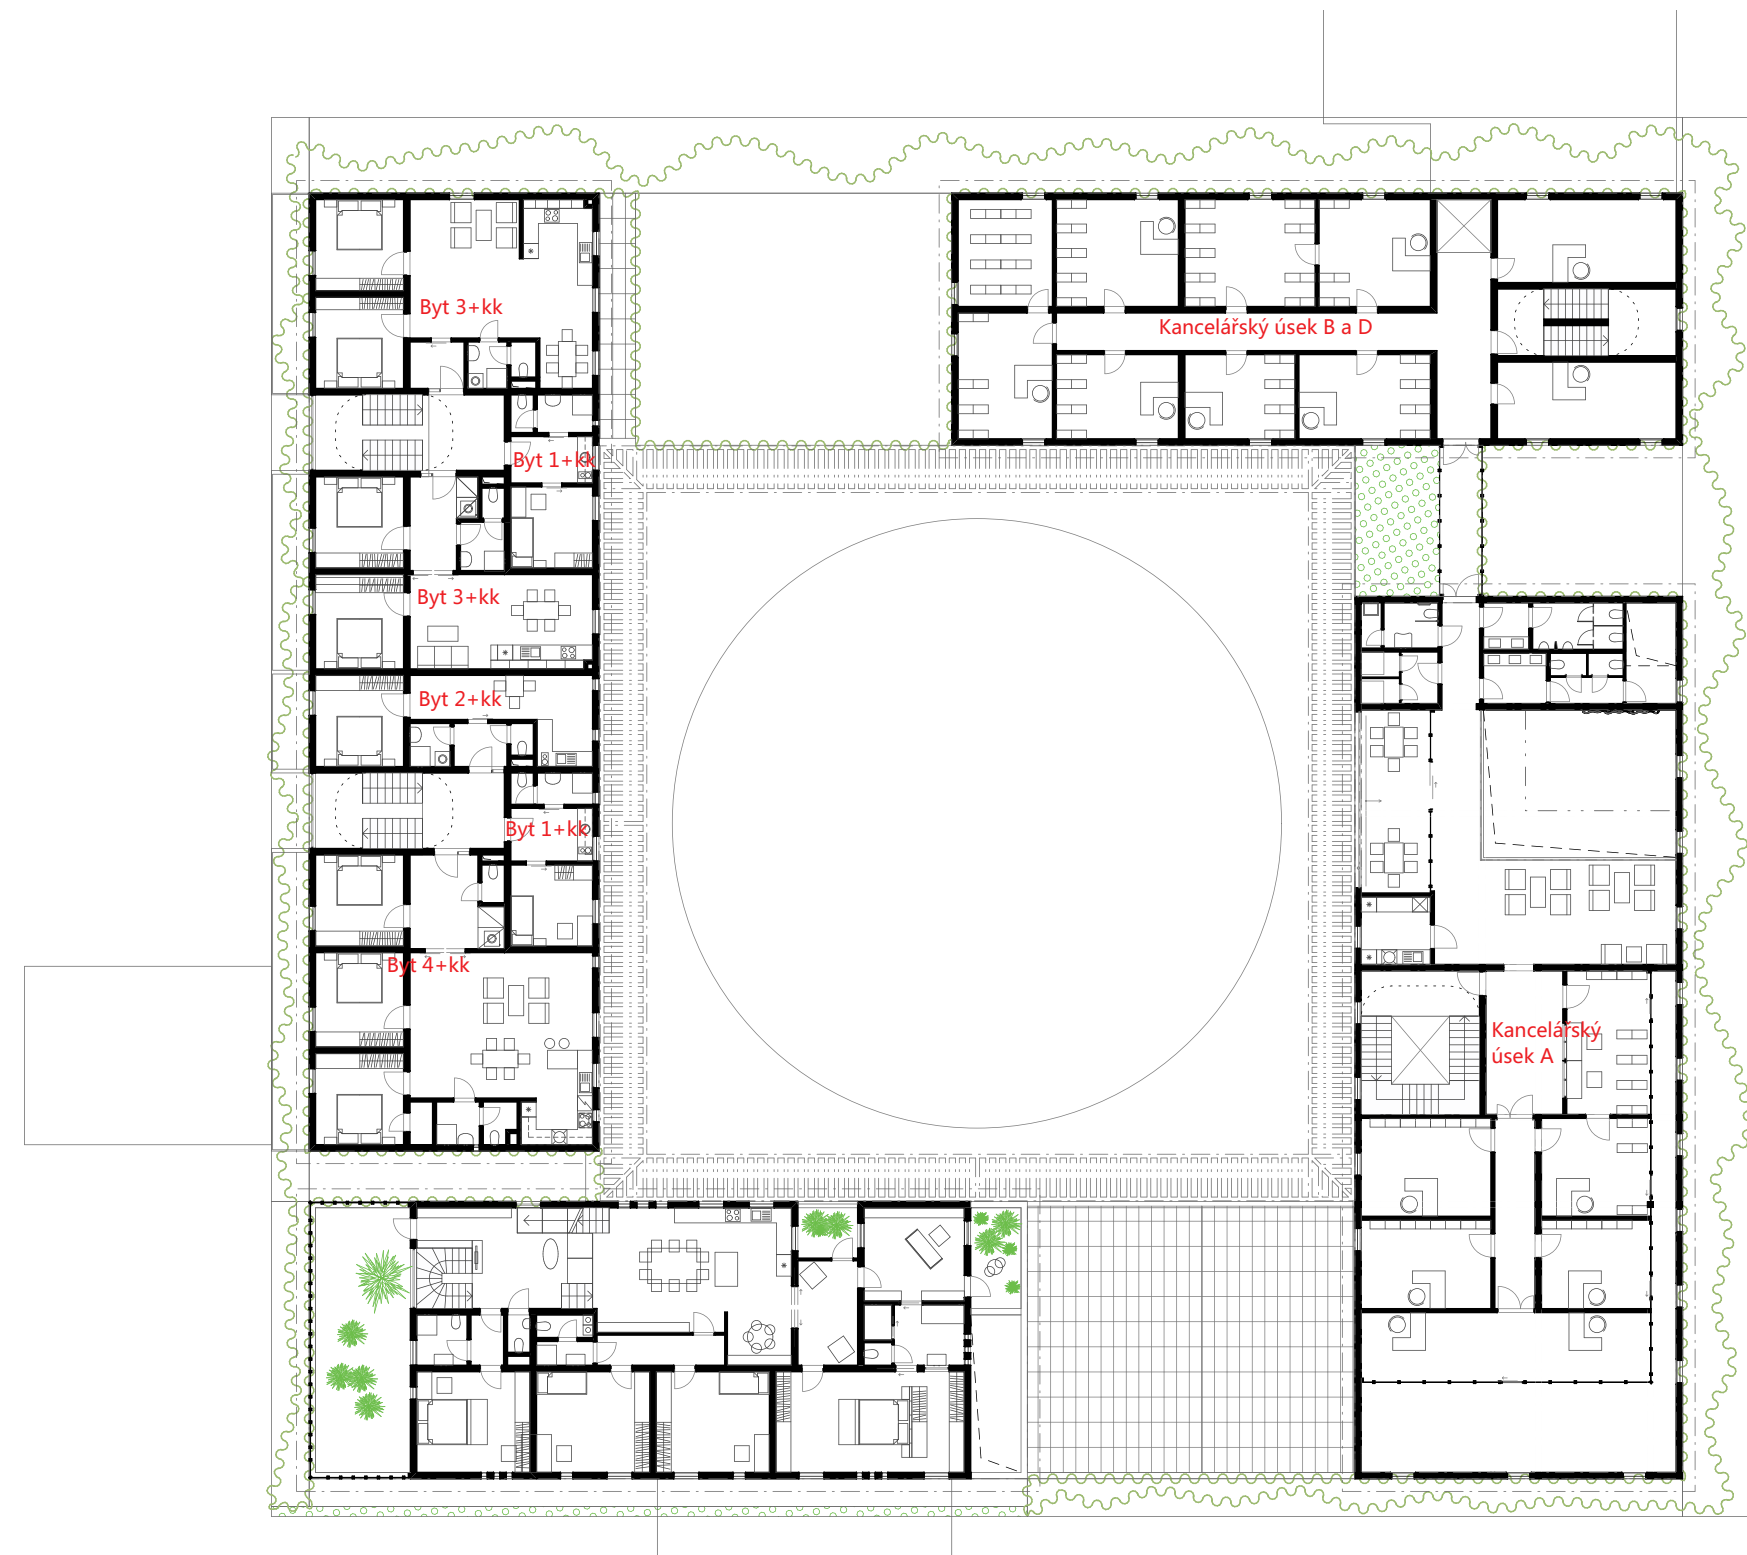 Byt 3+kk
Kancelářský úsek B a D
Byt 1+kk
Byt 3+kk
Byt 2+kk
Byt 1+kk
Byt 4+kk
Kancelářský
úsek A